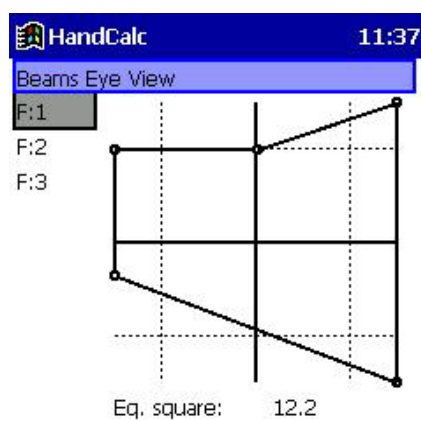 HandCalc 11:37
Beams Eye View
F:1
F:2
F:3
Eq. square: 12.2